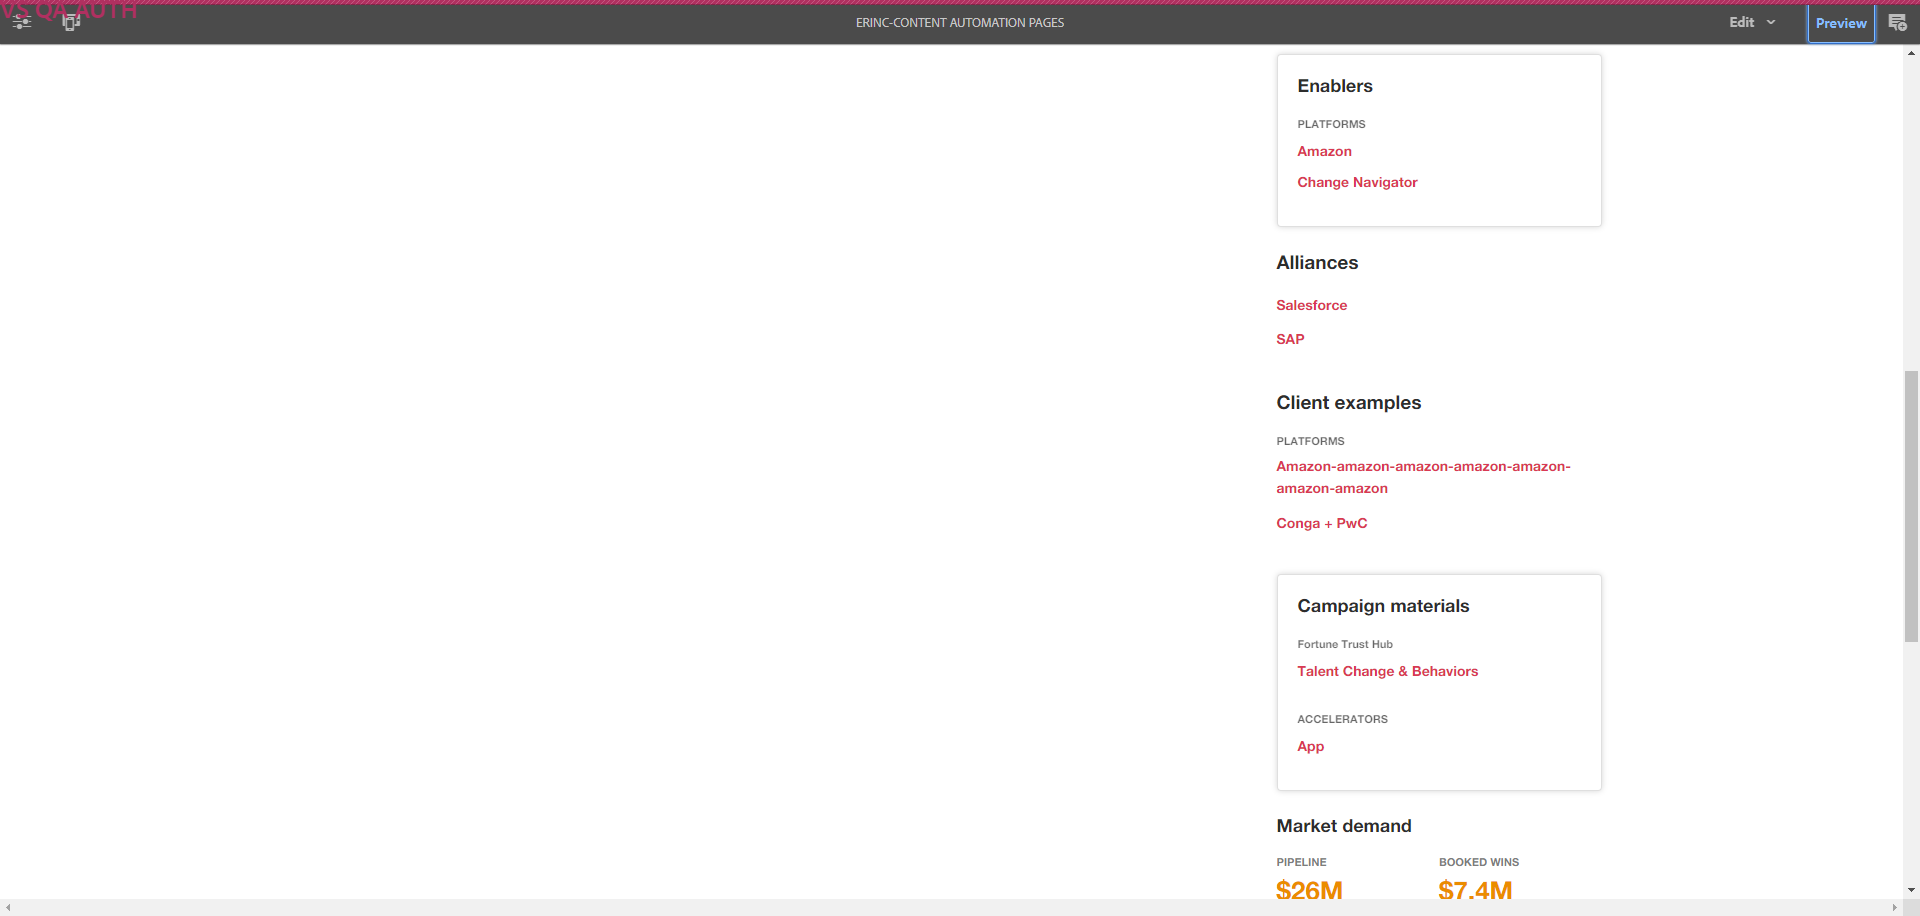 VS QA AUTH
ERINC-CONTENT AUTOMATION PAGES
Edit
Preview
Enablers
PLATFORMS
Amazon
Change Navigator
Alliances
Salesforce
SAP
Client examples
PLATFORMS
Amazon-amazon-amazon-amazon-amazon-
amazon-amazon
Conga + PwC
Campaign materials
Fortune Trust Hub
Talent Change & Behaviors
ACCELERATORS
App
Market demand
PIPELINE
BOOKED WINS
$26M
$7.4M